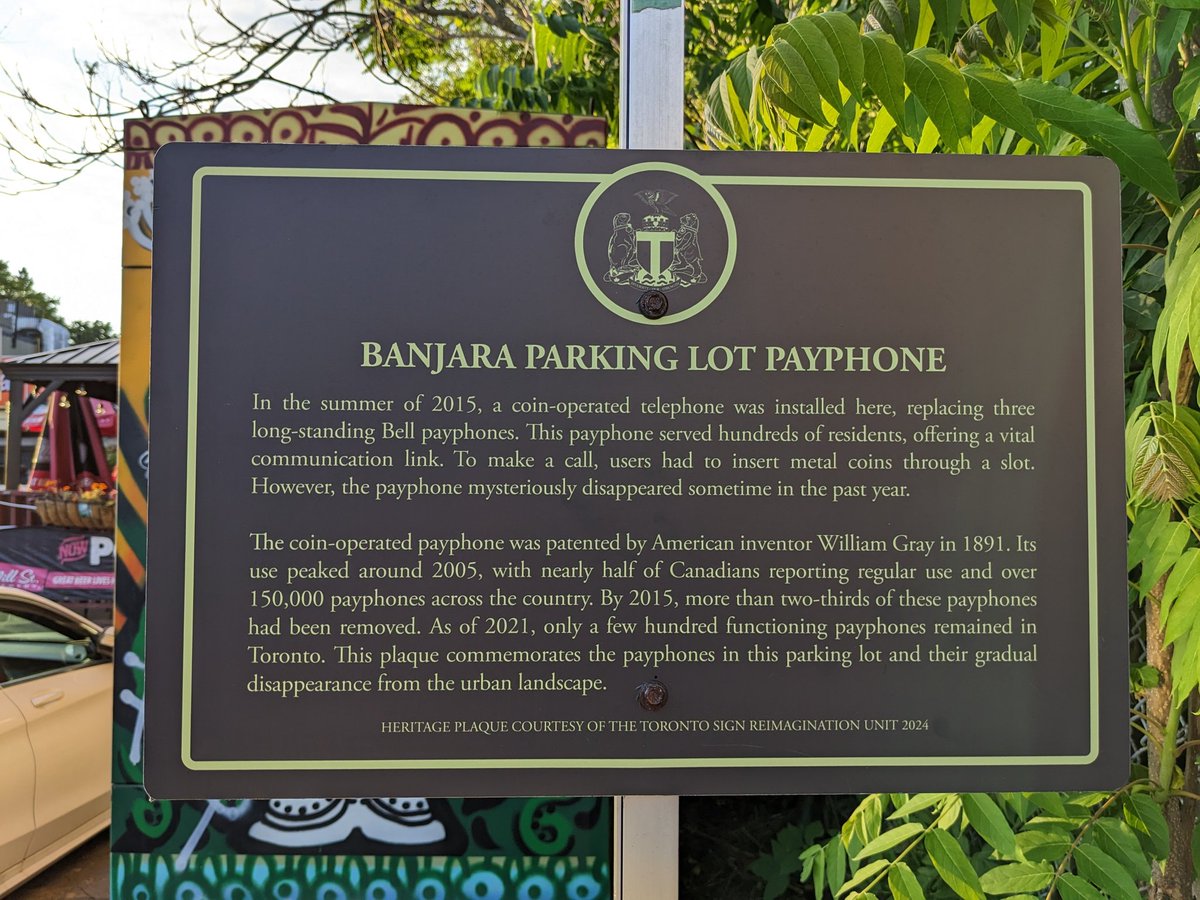 T
BANJARA PARKING LOT PAYPHONE
In the summer of 2015, a coin-operated telephone was installed here, replacing three
long-standing Bell payphones. This payphone served hundreds of residents, offering a vital
communication link. To make a call, users had to insert metal coins through a slot.
However, the payphone mysteriously disappeared sometime in the past year.
The coin-operated payphone was patented by American inventor William Gray in 1891. Its
use peaked around 2005, with nearly half of Canadians reporting regular use and over
150,000 payphones across the country. By 2015, more than two-thirds of these payphones
had been removed. As of 2021, only a few hundred functioning payphones remained in
Toronto. This plaque commemorates the payphones in this parking lot and their gradual
disappearance from the urban landscape.
HERITAGE PLAQUE COURTESY OF THE TORONTO SIGN REIMAGINATION UNIT 2024
NOW
P
Mill St.
GREAT BEER LOVES